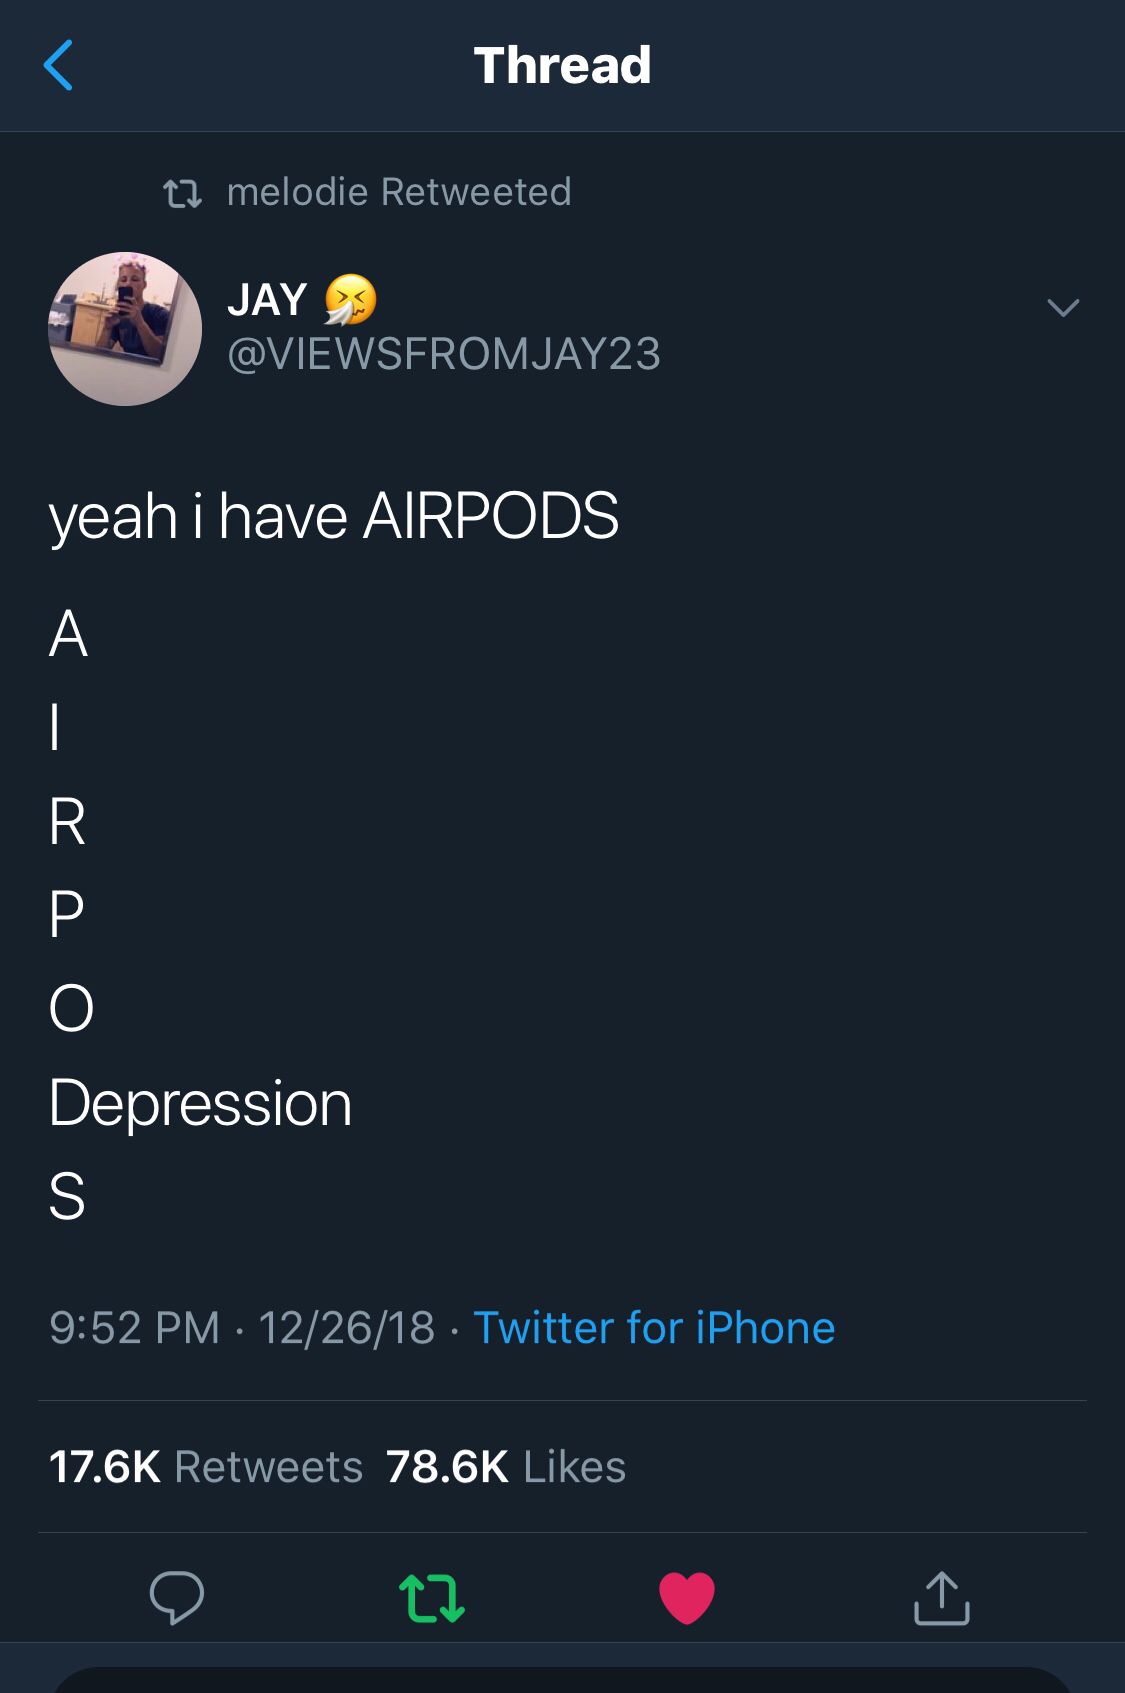 Thread
melodie Retweeted
JAY 🤧
@VIEWSFROMJAY23
yeah i have AIRPODS
A
I
R
P
O
Depression
S
9:52 PM · 12/26/18 · Twitter for iPhone
17.6K Retweets 78.6K Likes